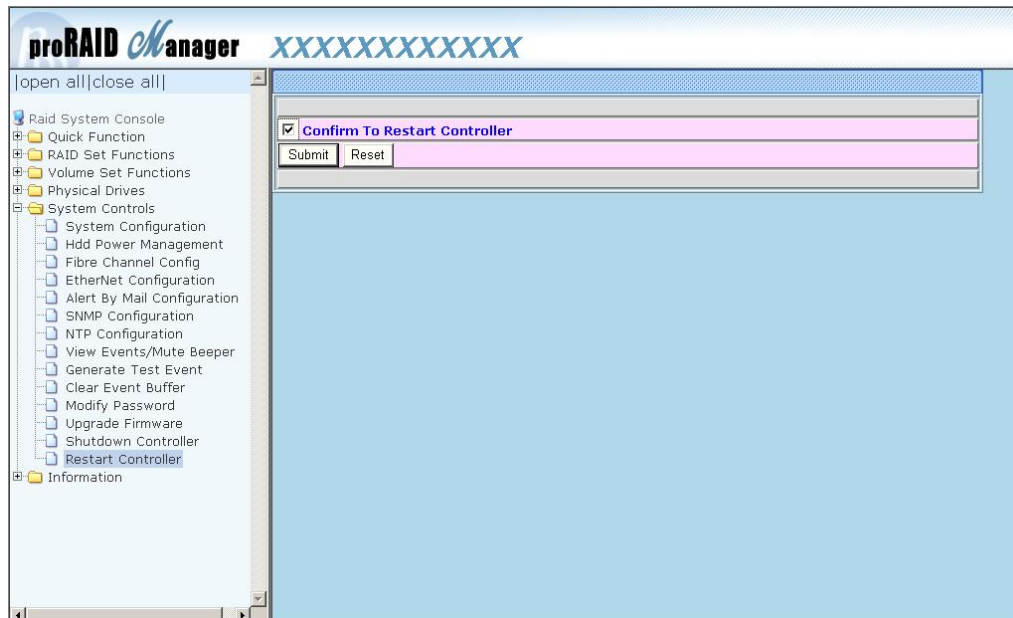 proRAID Manager XXXXXXXXXXXX
|open all|close all|
Raid System Console
Quick Function
RAID Set Functions
Volume Set Functions
Physical Drives
System Controls
System Configuration
Hdd Power Management
Fibre Channel Config
EtherNet Configuration
Alert By Mail Configuration
SNMP Configuration
NTP Configuration
View Events/Mute Beeper
Generate Test Event
Clear Event Buffer
Modify Password
Upgrade Firmware
Shutdown Controller
Restart Controller
Information
Confirm To Restart Controller
Submit Reset